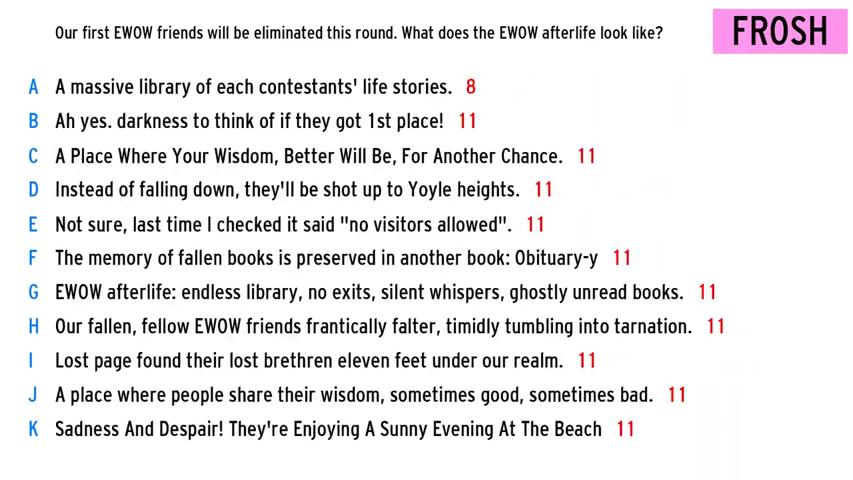 Our first EWOW friends will be eliminated this round. What does the EWOW afterlife look like?
FROSH
A A massive library of each contestants' life stories. 8
B Ah yes. darkness to think of if they got 1st place! 11
C A Place Where Your Wisdom, Better Will Be, For Another Chance. 11
D Instead of falling down, they'll be shot up to Yoyle heights. 11
E Not sure, last time I checked it said "no visitors allowed". 11
F The memory of fallen books is preserved in another book: Obituary-y 11
G EWOW afterlife: endless library, no exits, silent whispers, ghostly unread books. 11
H Our fallen, fellow EWOW friends frantically falter, timidly tumbling into tarnation. 11
I Lost page found their lost brethren eleven feet under our realm. 11
J A place where people share their wisdom, sometimes good, sometimes bad. 11
K Sadness And Despair! They're Enjoying A Sunny Evening At The Beach 11